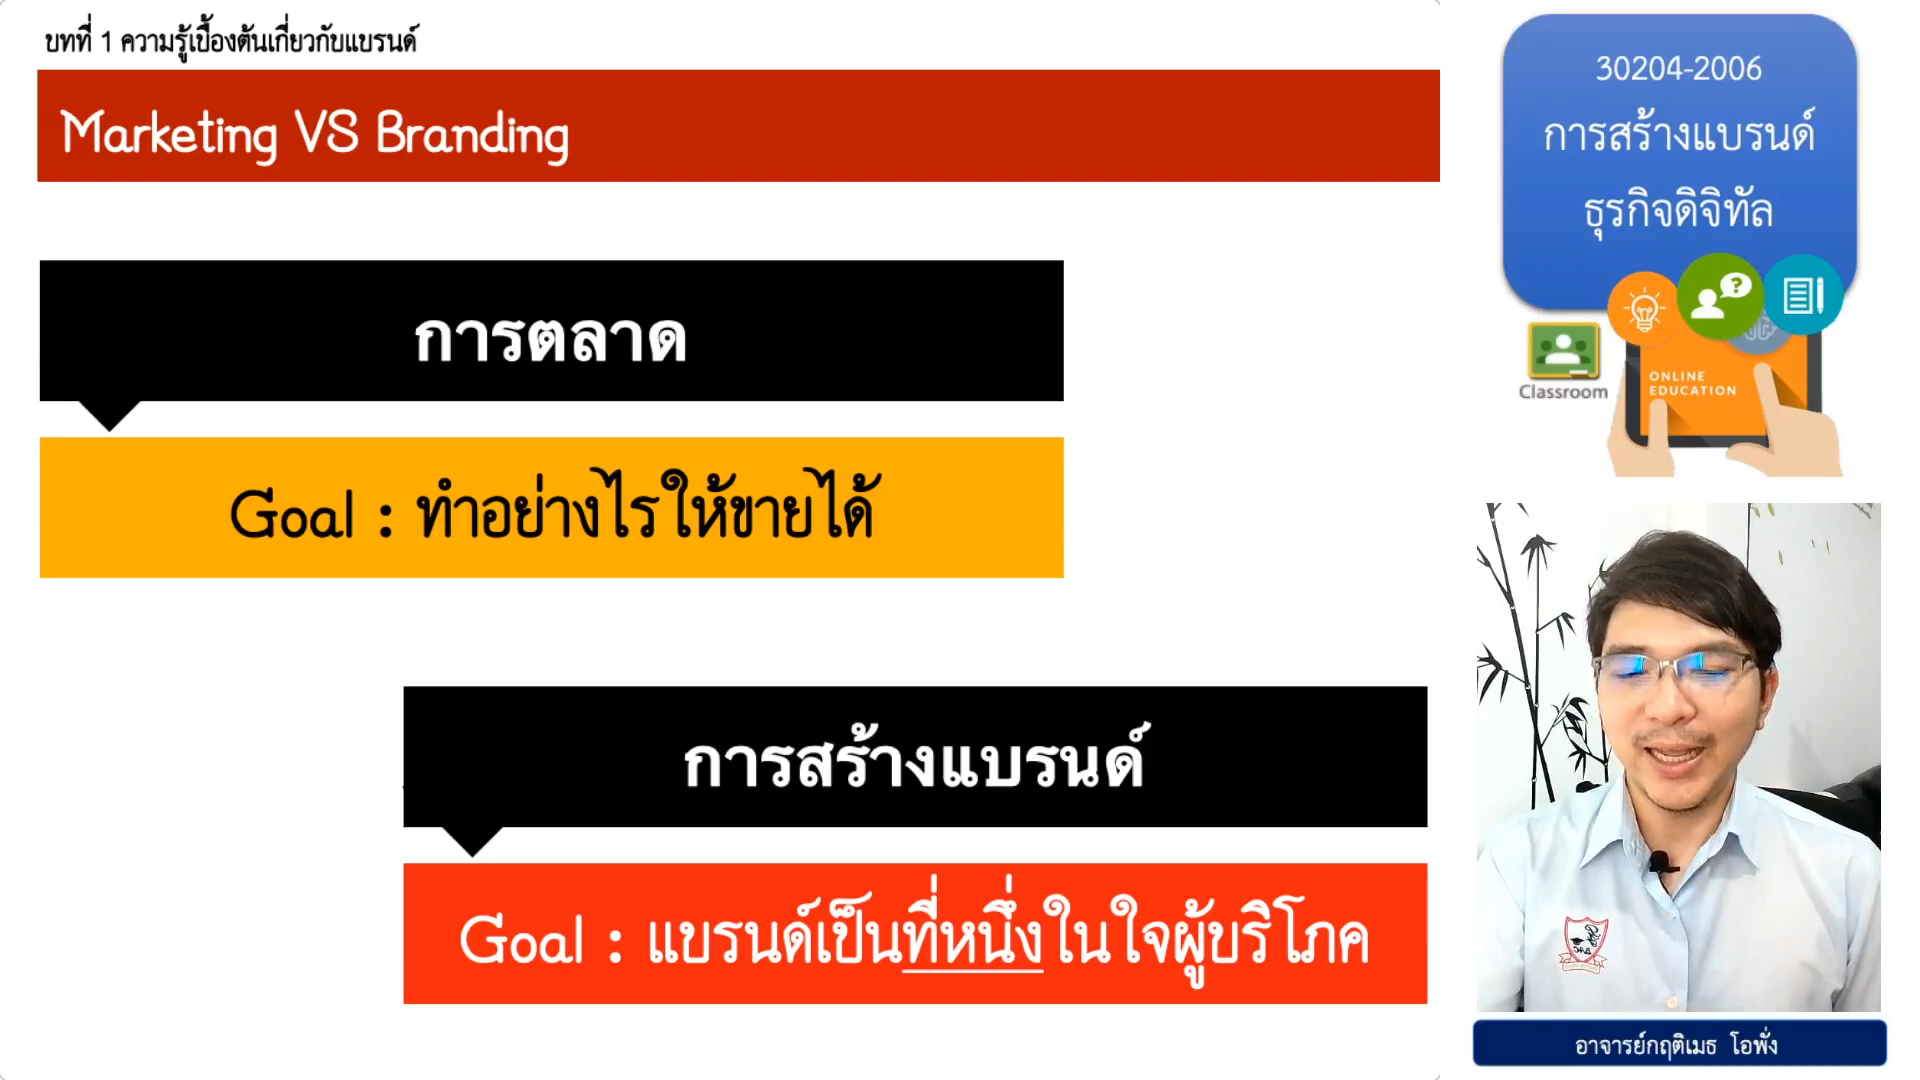 บทที่ 1 ความรู้เบื้องต้นเกี่ยวกับแบรนด์
Marketing VS Branding
การตลาด
Goal : ทำอย่างไรให้ขายได้
การสร้างแบรนด์
Goal : แบรนด์เป็นที่หนึ่งในใจผู้บริโภค
30204-2006
การสร้างแบรนด์
ธุรกิจดิจิทัล
Classroom
ONLINE
EDUCATION
อาจารย์กฤติเมธ โอพั่ง